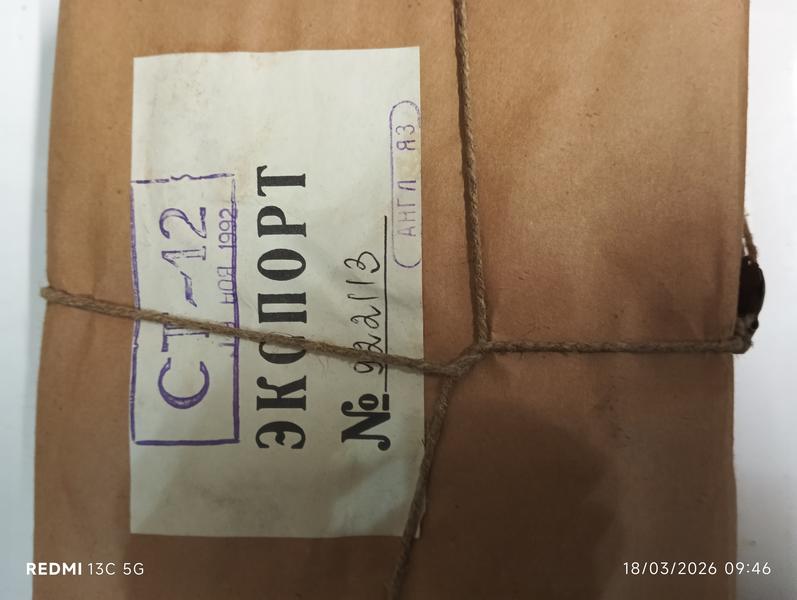 СТ-12
НОЯ 1992
ЭКСПОРТ
№ 922113
АНГЛ ЯЗ
REDMI 13C 5G
18/03/2026 09:46